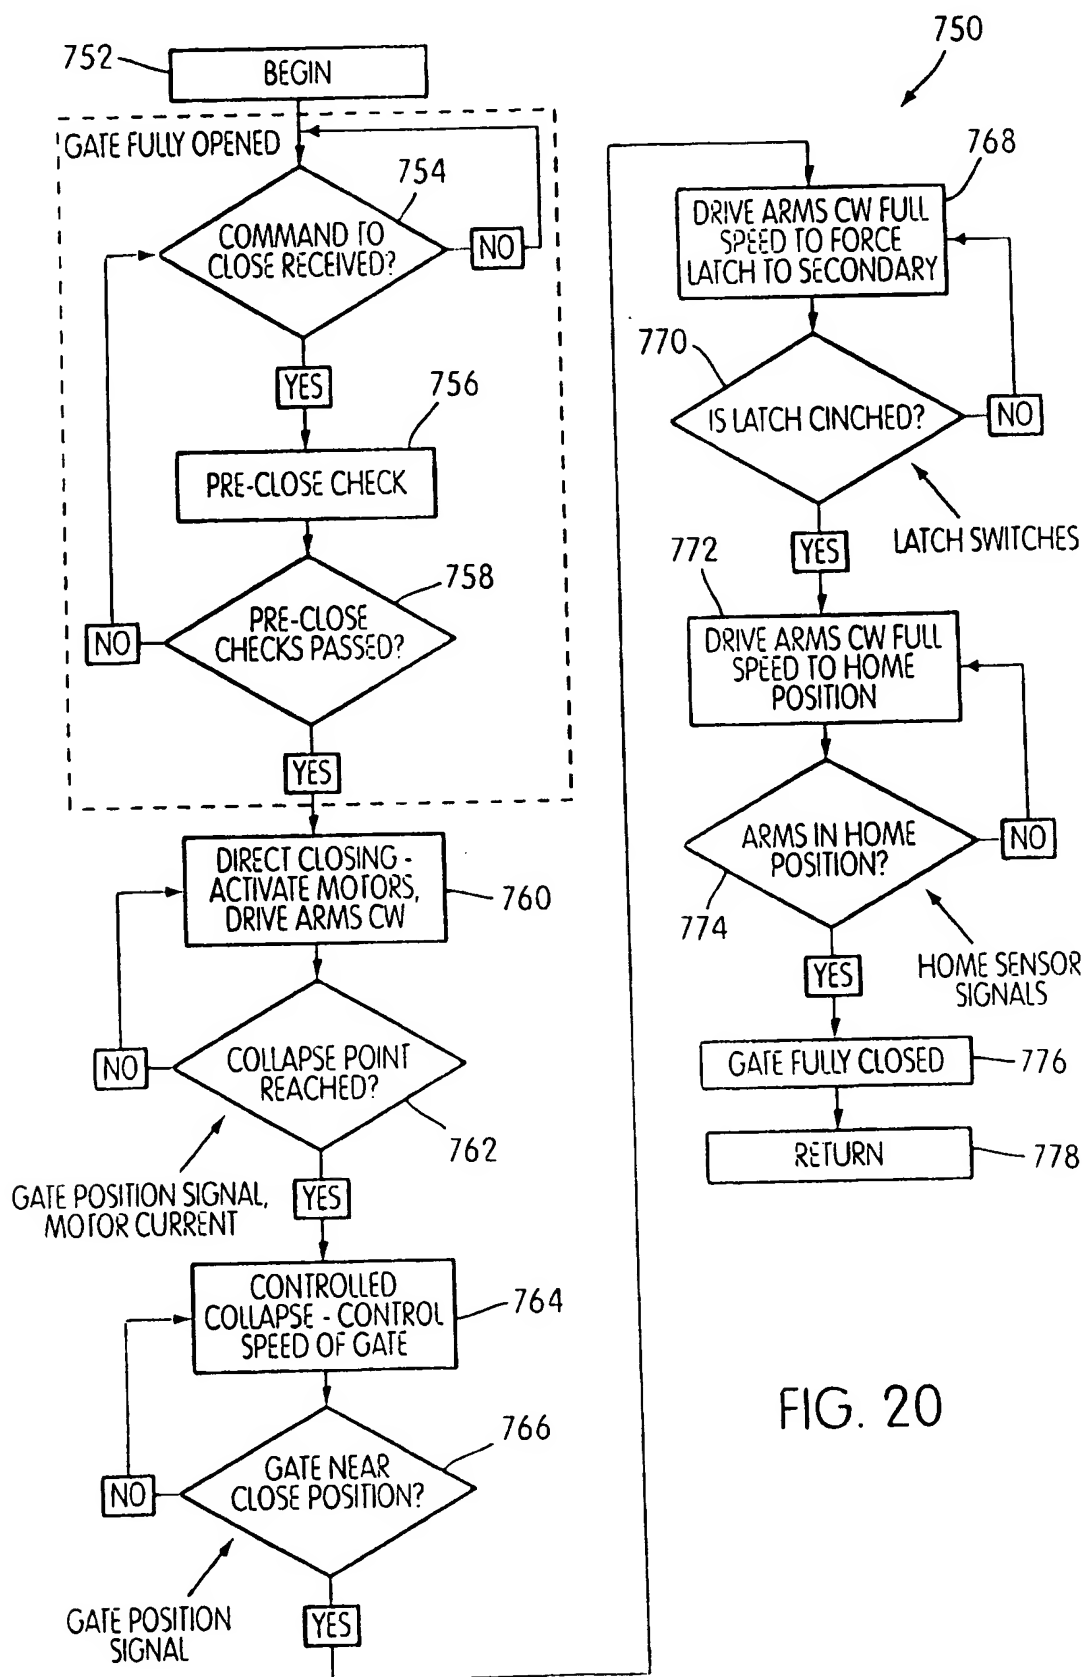 752
BEGIN
GATE FULLY OPENED
754
COMMAND TO
CLOSE RECEIVED?
NO
YES
756
PRE-CLOSE CHECK
758
PRE-CLOSE
CHECKS PASSED?
NO
YES
DIRECT CLOSING -
ACTIVATE MOTORS,
DRIVE ARMS CW
760
COLLAPSE POINT
REACHED?
NO
762
GATE POSITION SIGNAL,
MOTOR CURRENT
YES
CONTROLLED
COLLAPSE - CONTROL
SPEED OF GATE
764
766
GATE NEAR
CLOSE POSITION?
NO
GATE POSITION
SIGNAL
YES
750
768
DRIVE ARMS CW FULL
SPEED TO FORCE
LATCH TO SECONDARY
770
IS LATCH CINCHED?
NO
LATCH SWITCHES
YES
772
DRIVE ARMS CW FULL
SPEED TO HOME
POSITION
ARMS IN HOME
POSITION?
NO
774
HOME SENSOR
SIGNALS
YES
GATE FULLY CLOSED
776
RETURN
778
FIG. 20